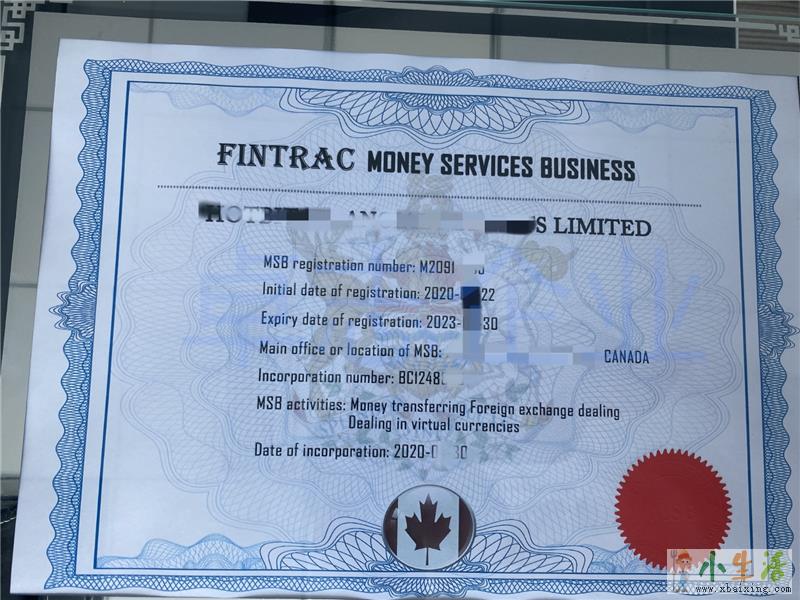 FINTRAC MONEY SERVICES BUSINESS
S LIMITED
MSB registration number: M2091
Initial date of registration: 2020- 22
Expiry date of registration: 2023- 30
Main office or location of MSB: CANADA
Incorporation number: BC1248
MSB activities: Money transferring Foreign exchange dealing
Dealing in virtual currencies
Date of incorporation: 2020- 30
小生活
www.xbaixing.com